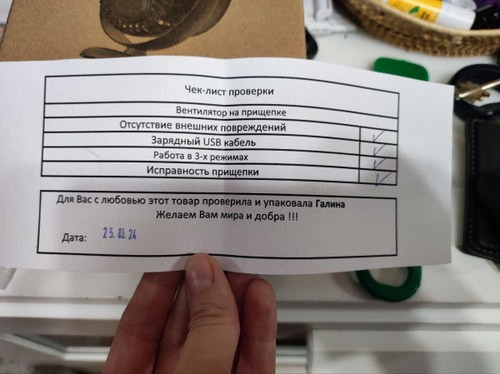 Чек-лист проверки
Вентилятор на прищепке
Отсутствие внешних повреждений
Зарядный USB кабель
Работа в 3-х режимах
Исправность прищепки
Для Вас с любовью этот товар проверила и упаковала Галина
Желаем Вам мира и добра !!!
Дата: 25. 03. 24